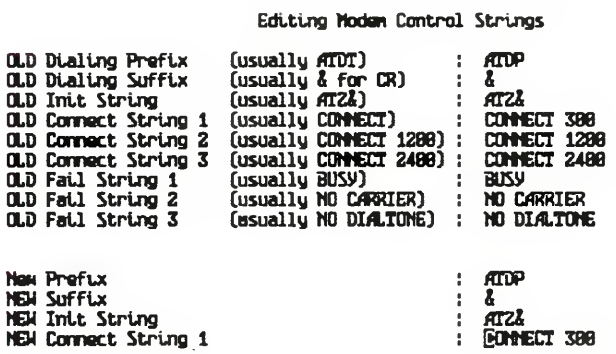 Editing Modem Control Strings
OLD Dialing Prefix (usually ATDT) : ATDP
OLD Dialing Suffix (usually & for CR) : &
OLD Init String (usually ATZ&) : ATZ&
OLD Connect String 1 (usually CONNECT) : CONNECT 300
OLD Connect String 2 (usually CONNECT 1200) : CONNECT 1200
OLD Connect String 3 (usually CONNECT 2400) : CONNECT 2400
OLD Fail String 1 (usually BUSY) : BUSY
OLD Fail String 2 (usually NO CARRIER) : NO CARRIER
OLD Fail String 3 (usually NO DIALTONE) : NO DIALTONE
New Prefix : ATDP
NEW Suffix : &
NEW Init String : ATZ&
NEW Connect String 1 : CONNECT 300